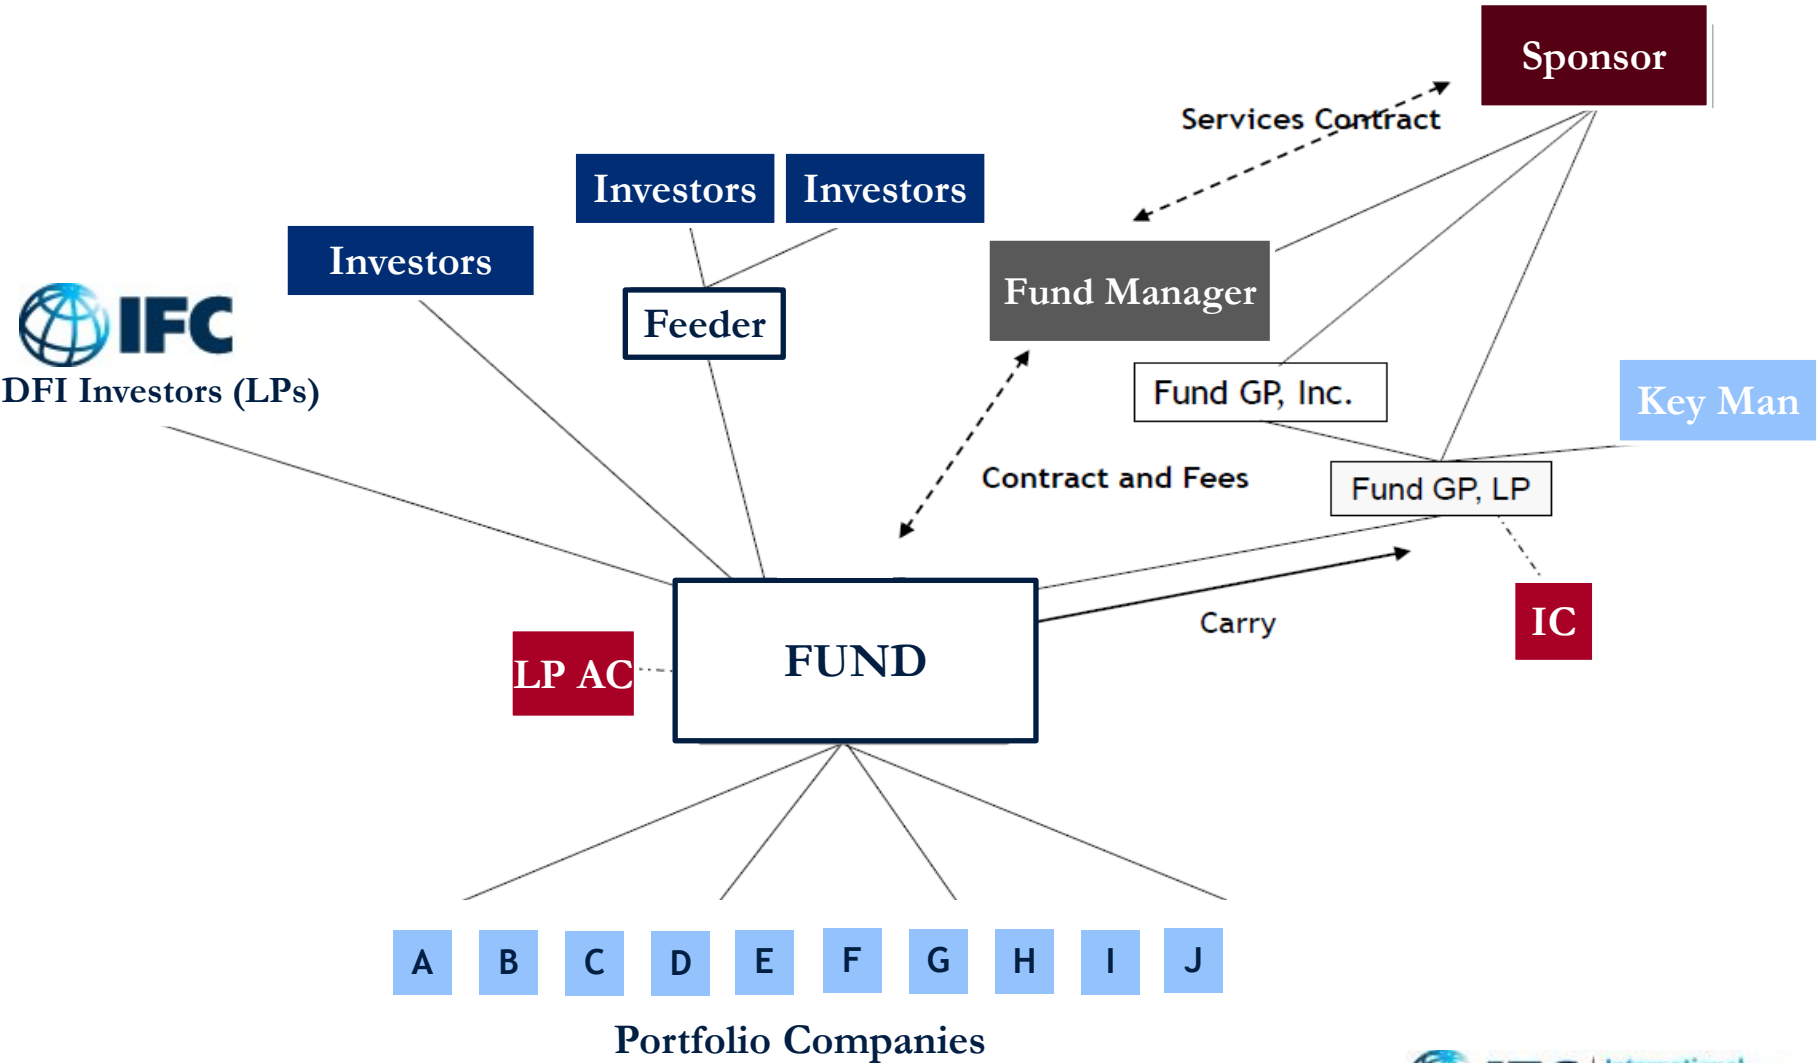 Sponsor
Services Contract
Investors
Investors
Investors
Fund Manager
IFC
Feeder
DFI Investors (LPs)
Fund GP, Inc.
Key Man
Contract and Fees
Fund GP, LP
Carry
IC
FUND
LP AC
A B C D E F G H I J
Portfolio Companies